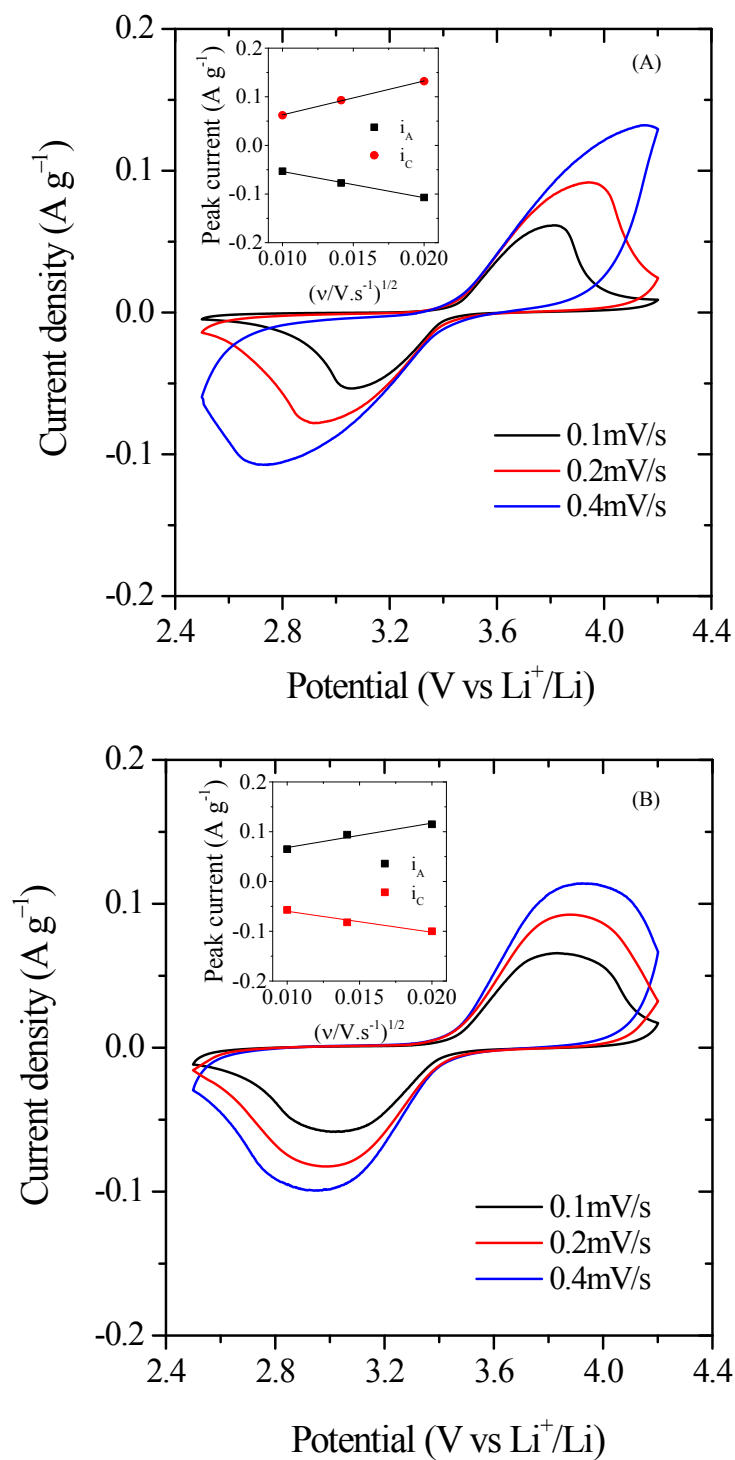 0.2
0.1
0.0
-0.1
-0.2
Current density (A g⁻¹)
2.4 2.8 3.2 3.6 4.0 4.4
Potential (V vs Li⁺/Li)
(A)
0.1mV/s
0.2mV/s
0.4mV/s
0.2
0.1
0.0
-0.1
-0.2
Peak current (A g⁻¹)
0.010 0.015 0.020
(ν/V.s⁻¹)¹/²
i_A
i_C
0.2
0.1
0.0
-0.1
-0.2
Current density (A g⁻¹)
2.4 2.8 3.2 3.6 4.0 4.4
Potential (V vs Li⁺/Li)
(B)
0.1mV/s
0.2mV/s
0.4mV/s
0.2
0.1
0.0
-0.1
-0.2
Peak current (A g⁻¹)
0.010 0.015 0.020
(ν/V.s⁻¹)¹/²
i_A
i_C